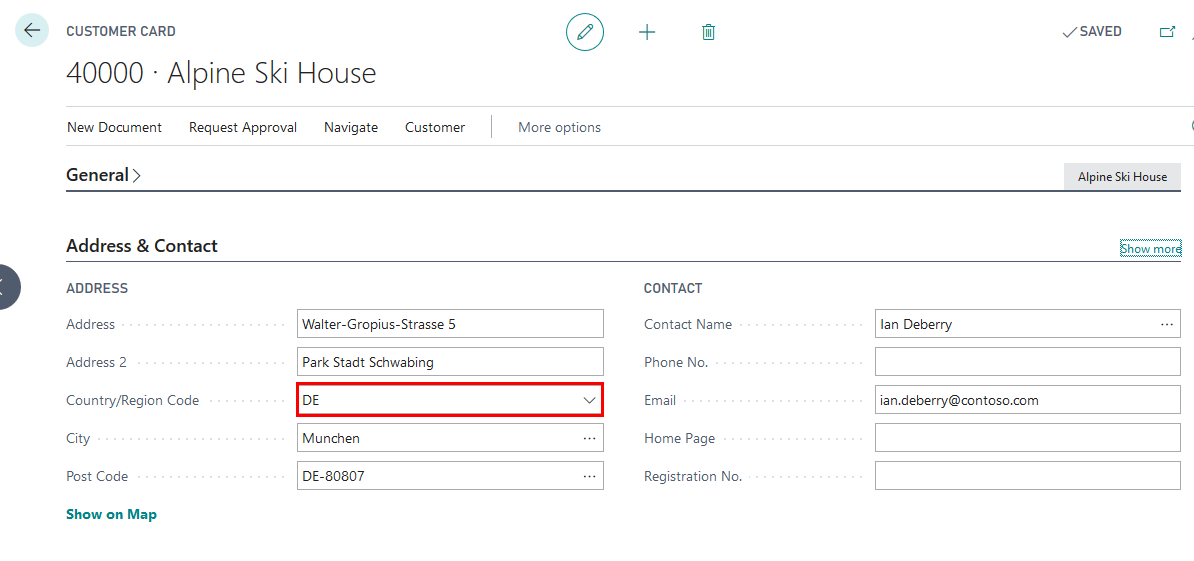 CUSTOMER CARD
SAVED
40000 · Alpine Ski House
New Document Request Approval Navigate Customer More options
General
Alpine Ski House
Address & Contact
Show more
ADDRESS
Address Walter-Gropius-Strasse 5
Address 2 Park Stadt Schwabing
Country/Region Code DE
City Munchen
Post Code DE-80807
Show on Map
CONTACT
Contact Name Ian Deberry
Phone No.
Email ian.deberry@contoso.com
Home Page
Registration No.